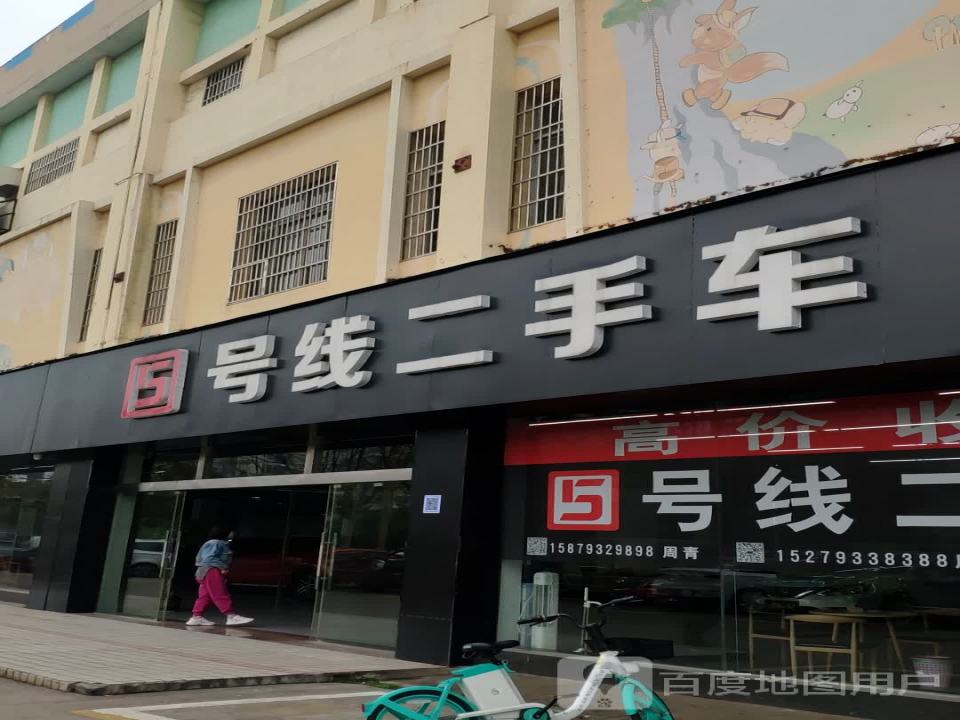 5号线二手车
高价收
5号线二
15879329898 周青
15279338388
百度地图用户